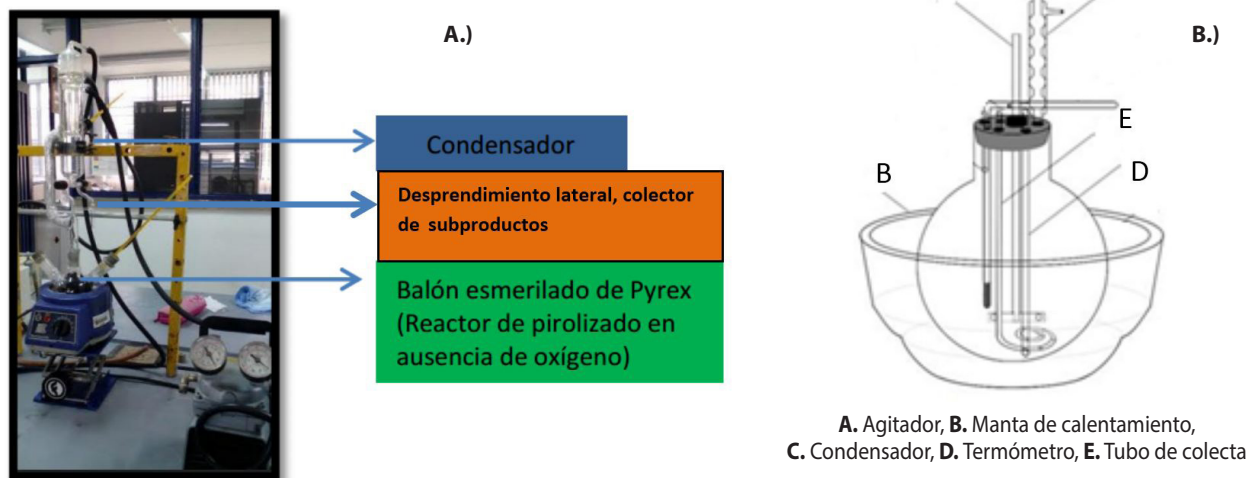 A.)
Condensador
Desprendimiento lateral, colector
de subproductos
Balón esmerilado de Pyrex
(Reactor de pirolizado en
ausencia de oxígeno)
B.)
E
B
D
A. Agitador, B. Manta de calentamiento,
C. Condensador, D. Termómetro, E. Tubo de colecta